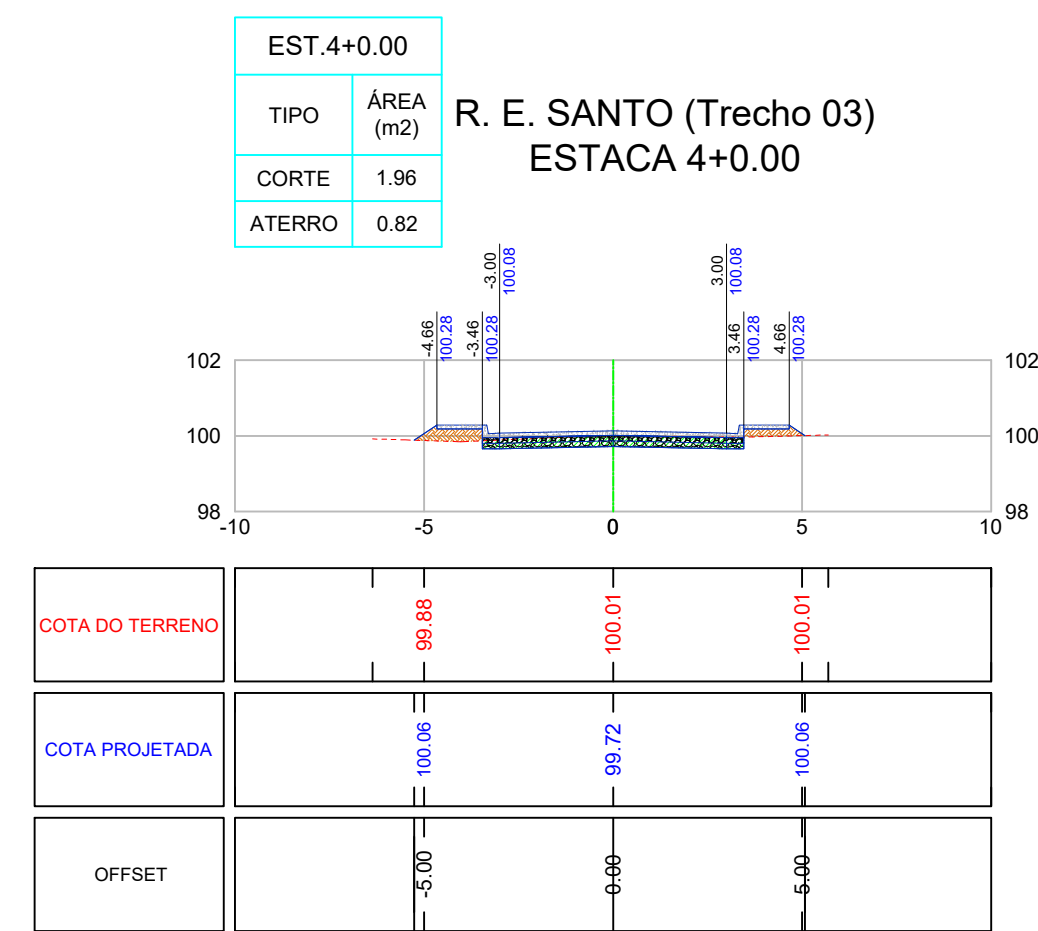 EST.4+0.00
TIPO
ÁREA
(m2)
CORTE 1.96
ATERRO 0.82
R. E. SANTO (Trecho 03)
ESTACA 4+0.00
-4.66
100.28
-3.46
100.28
-3.00
100.08
3.00
100.08
3.46
100.28
4.66
100.28
102 102
100 100
98 98
-10 -5 0 5 10
COTA DO TERRENO 99.88 100.01 100.01
COTA PROJETADA 100.06 99.72 100.06
OFFSET -5.00 0.00 5.00